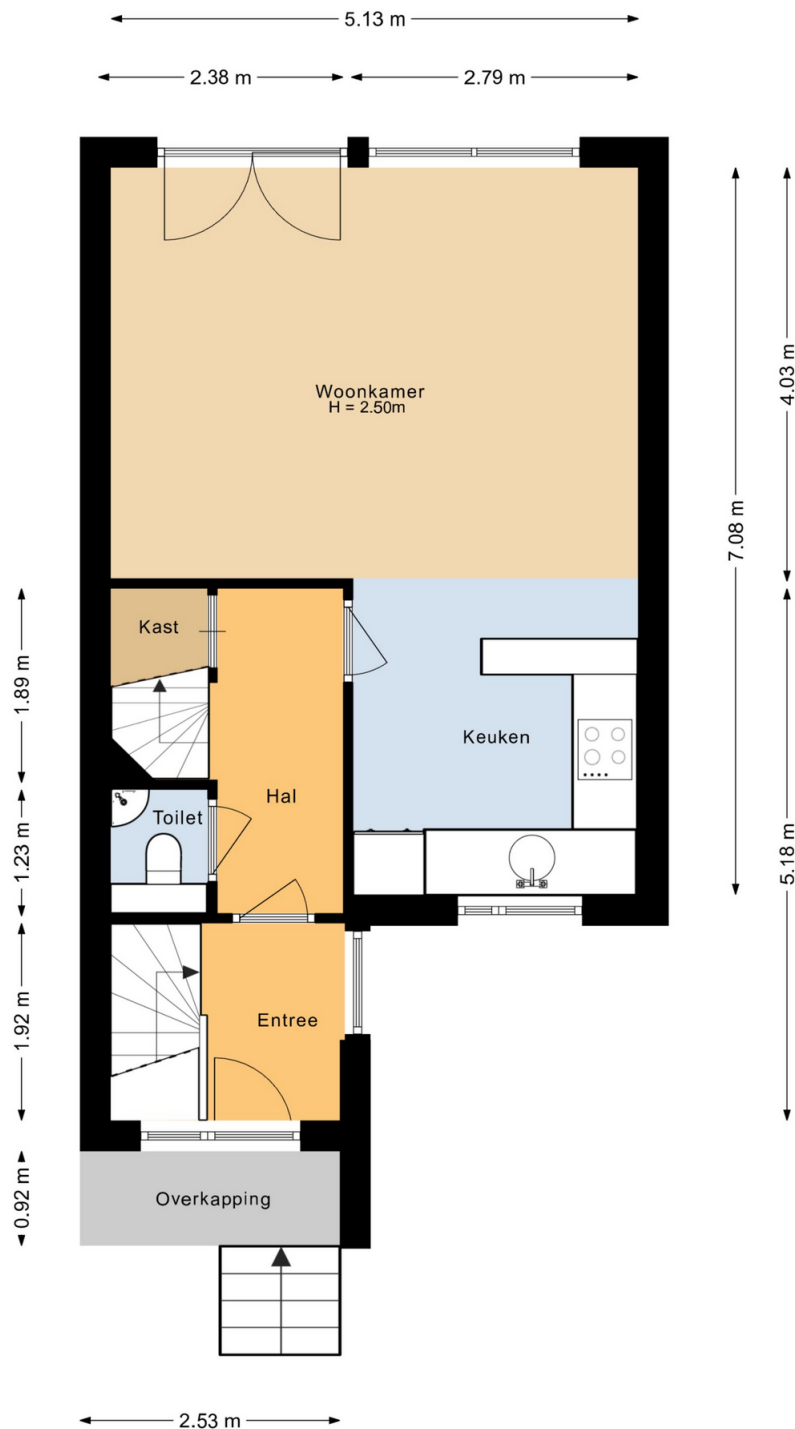 5.13 m
2.38 m
2.79 m
Woonkamer
H = 2.50m
4.03 m
7.08 m
Kast
1.89 m
Keuken
Hal
Toilet
1.23 m
5.18 m
Entree
1.92 m
Overkapping
0.92 m
2.53 m